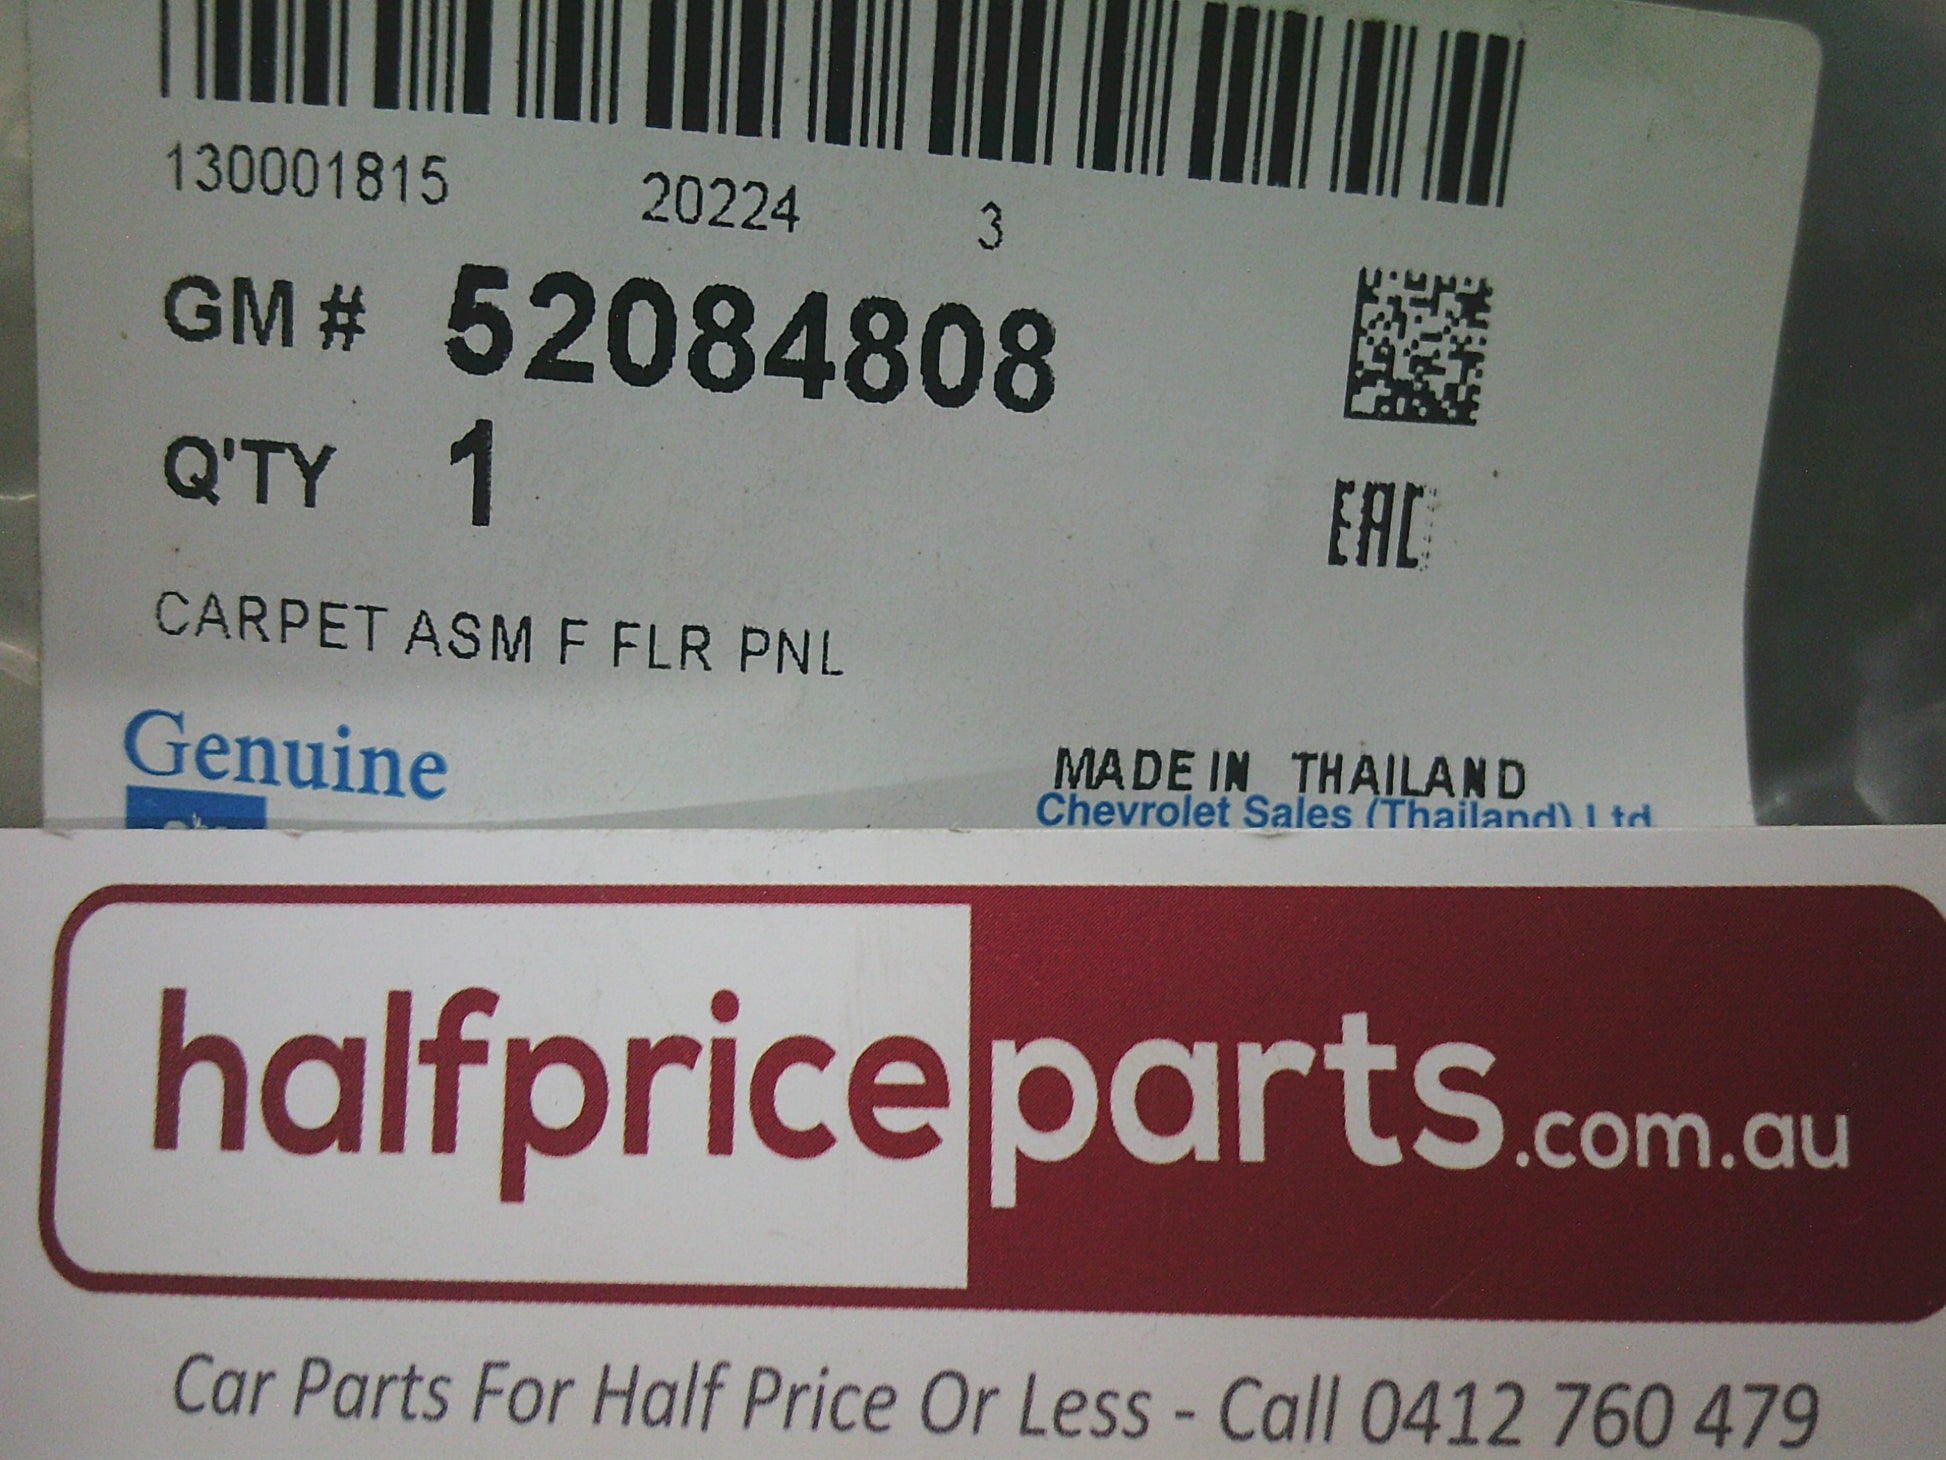 130001815 20224 3
GM # 52084808
Q'TY 1
EAC
CARPET ASM F FLR PNL
Genuine
MADE IN THAILAND
Chevrolet Sales (Thailand) Ltd
halfpriceparts.com.au
Car Parts For Half Price Or Less - Call 0412 760 479